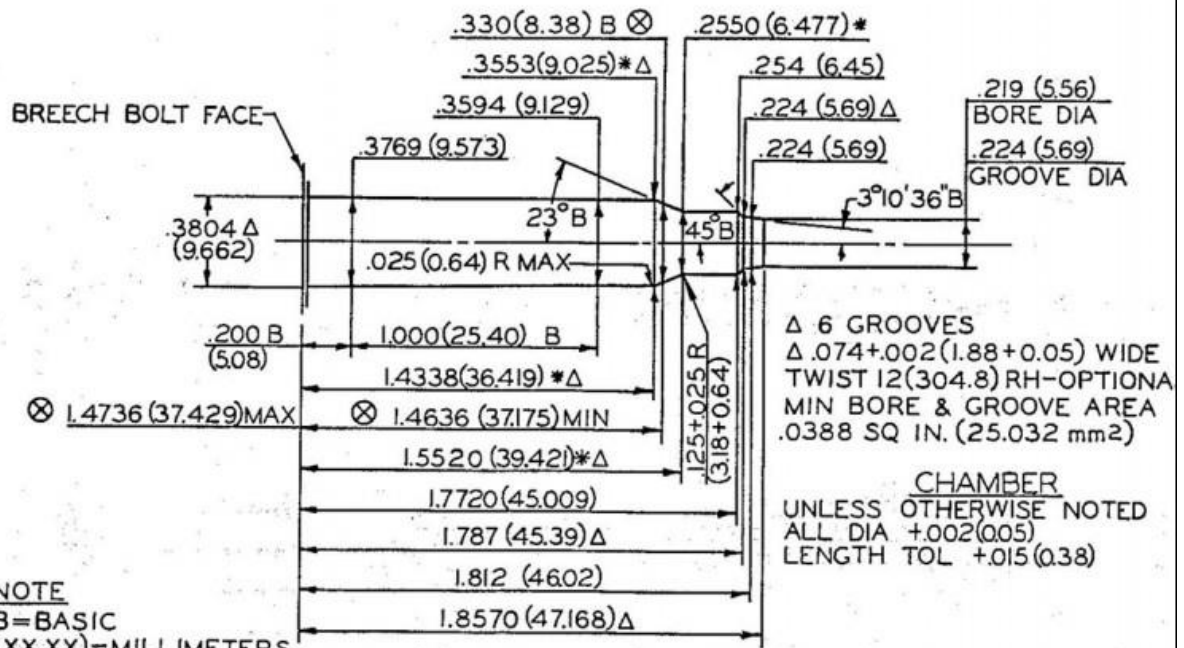 .330(8.38) B ⊗
.2550 (6.477)*
.3553(9.025)*Δ
.254 (6.45)
.3594 (9.129)
.224 (5.69)Δ
.219 (5.56)
BORE DIA
BREECH BOLT FACE
.3769 (9.573)
.224 (5.69)
.224 (5.69)
GROOVE DIA
3°10'36"B
23°B
45°B
.3804 Δ
(9.662)
.025(0.64) R MAX
.200 B
(5.08)
1.000(25.40) B
1.4338(36.419) *Δ
⊗ 1.4736 (37.429)MAX
⊗ 1.4636 (37.175)MIN
.125+.025 R
(3.18+0.64)
1.5520 (39.421)*Δ
1.7720 (45.009)
1.787 (45.39)Δ
1.812 (46.02)
1.8570 (47.168)Δ
Δ 6 GROOVES
Δ .074+.002(1.88+0.05) WIDE
TWIST 12(304.8) RH-OPTIONA
MIN BORE & GROOVE AREA
.0388 SQ IN. (25.032 mm2)
CHAMBER
UNLESS OTHERWISE NOTED
ALL DIA +.002(0.05)
LENGTH TOL +.015(0.38)
NOTE
B=BASIC
(XX.XX)=MILLIMETERS